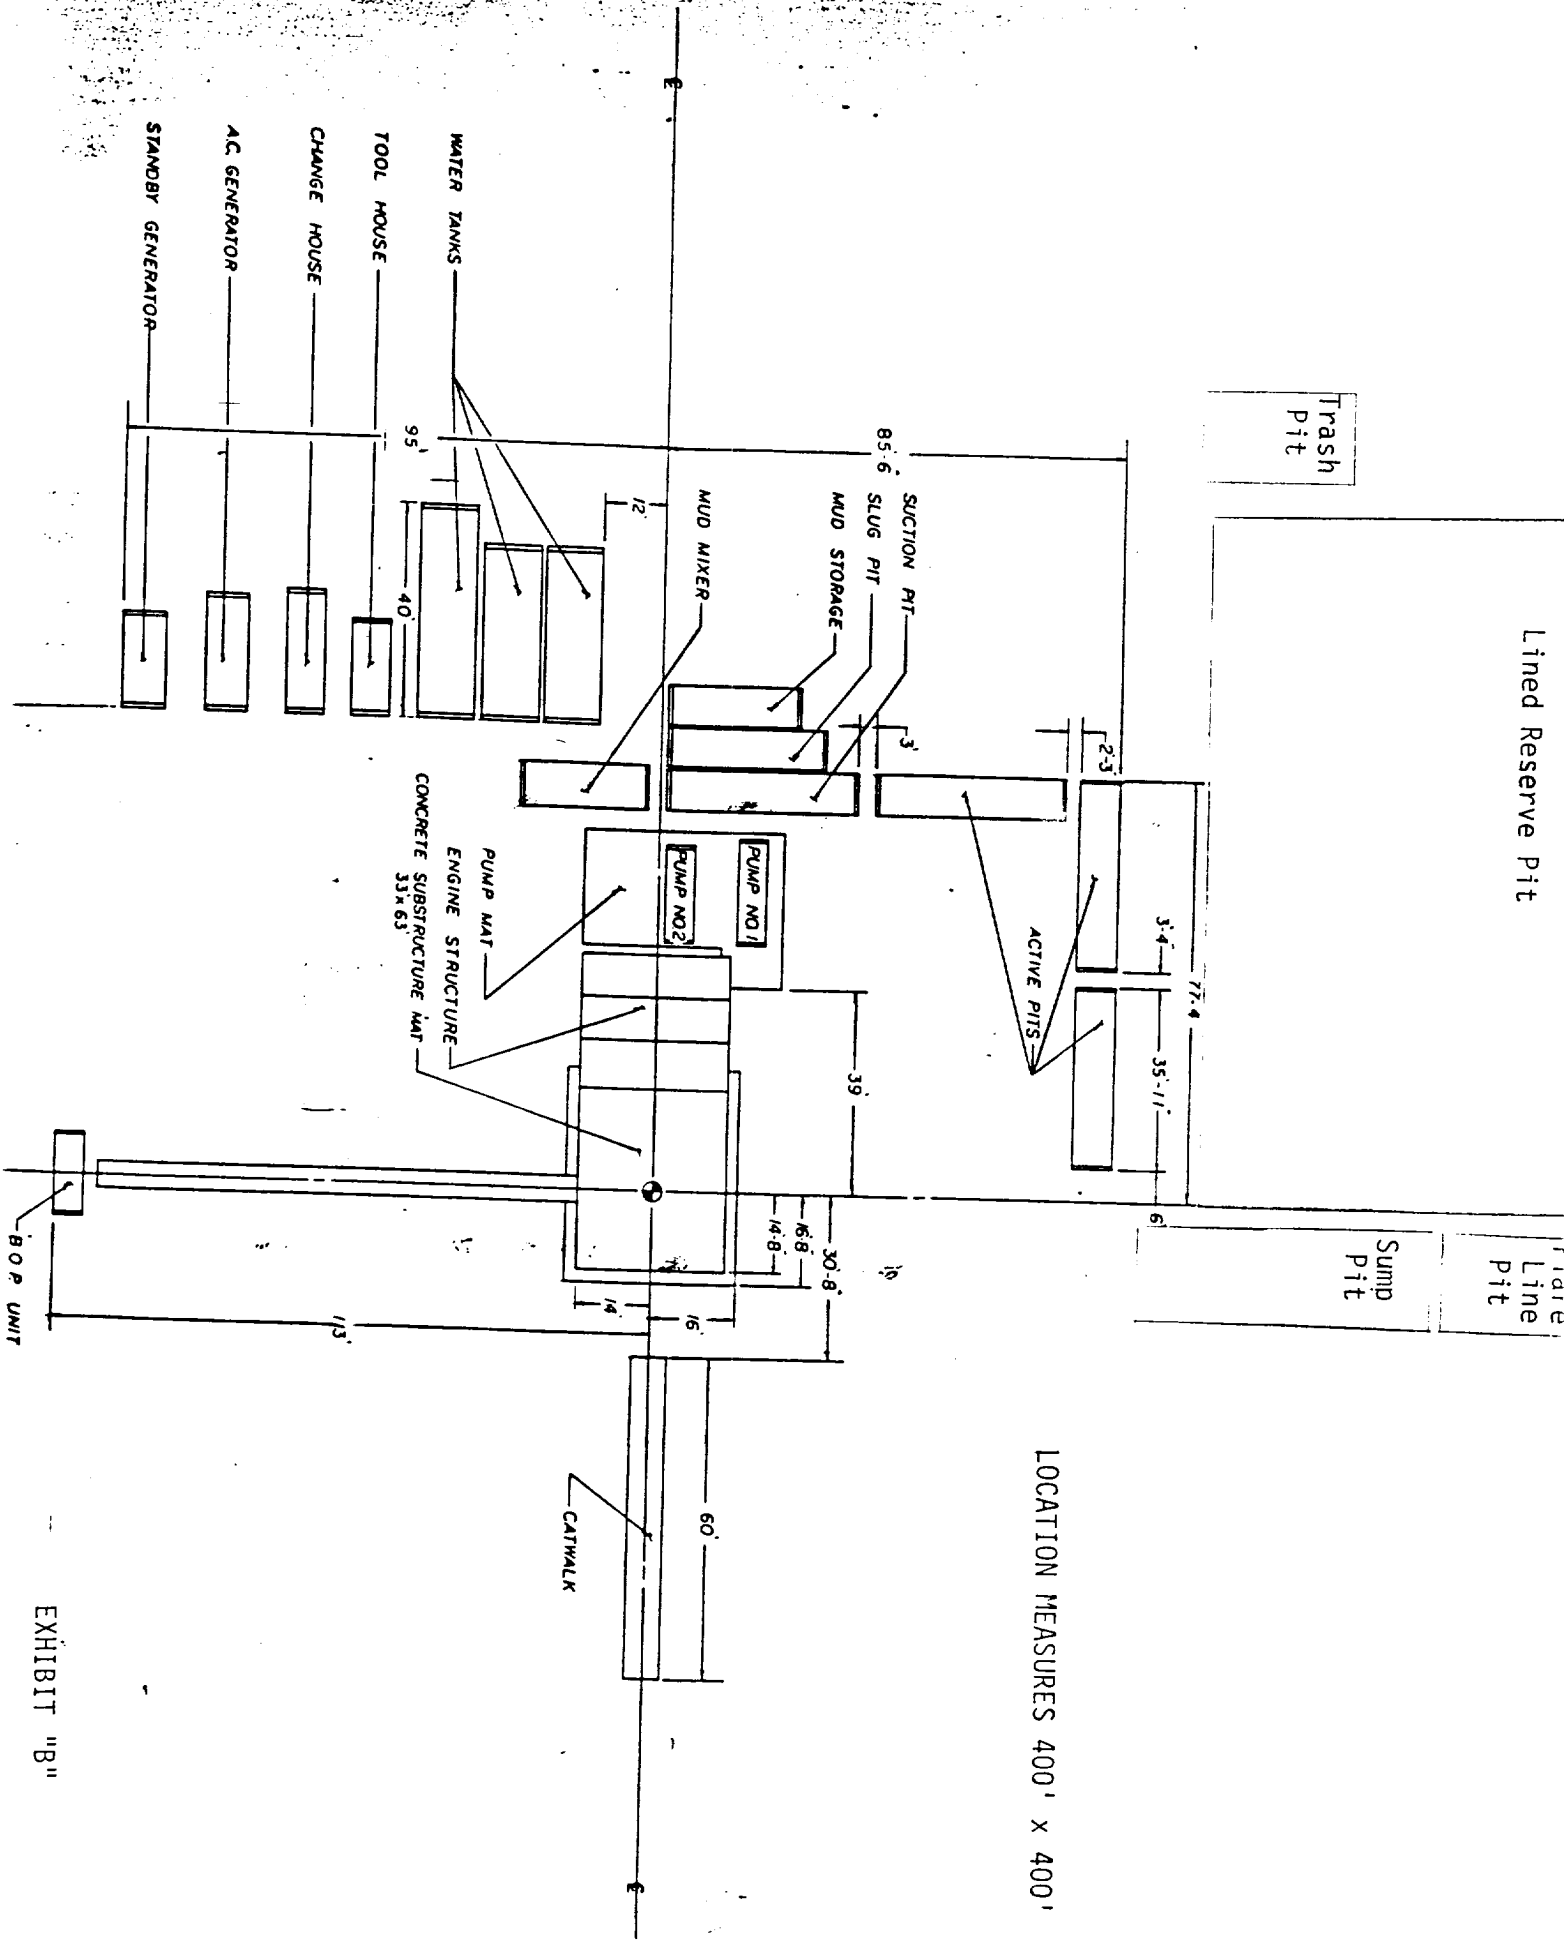 Lined Reserve Pit
Trash
Pit
Line
Pit
Sump
Pit
LOCATION MEASURES 400' x 400'
77.4
3'-4"
35'-11"
6'
2'-3"
85'-6"
ACTIVE PITS
SUCTION PIT
SLUG PIT
MUD STORAGE
3'
MUD MIXER
12'
95'
40'
WATER TANKS
TOOL HOUSE
CHANGE HOUSE
A.C. GENERATOR
STANDBY GENERATOR
PUMP NO.1
PUMP NO.2
PUMP MAT
ENGINE STRUCTURE
CONCRETE SUBSTRUCTURE MAT
33'x63'
39'
30'-8"
16'-8"
14'-8"
14'
16'
113'
60'
CATWALK
B O P. UNIT
EXHIBIT "B"